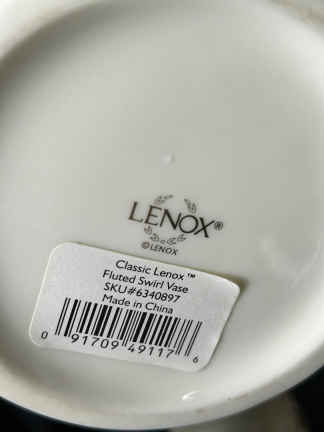 LENOX®
© LENOX
Classic Lenox™
Fluted Swirl Vase
SKU#6340897
Made in China
0 91709 49117 6